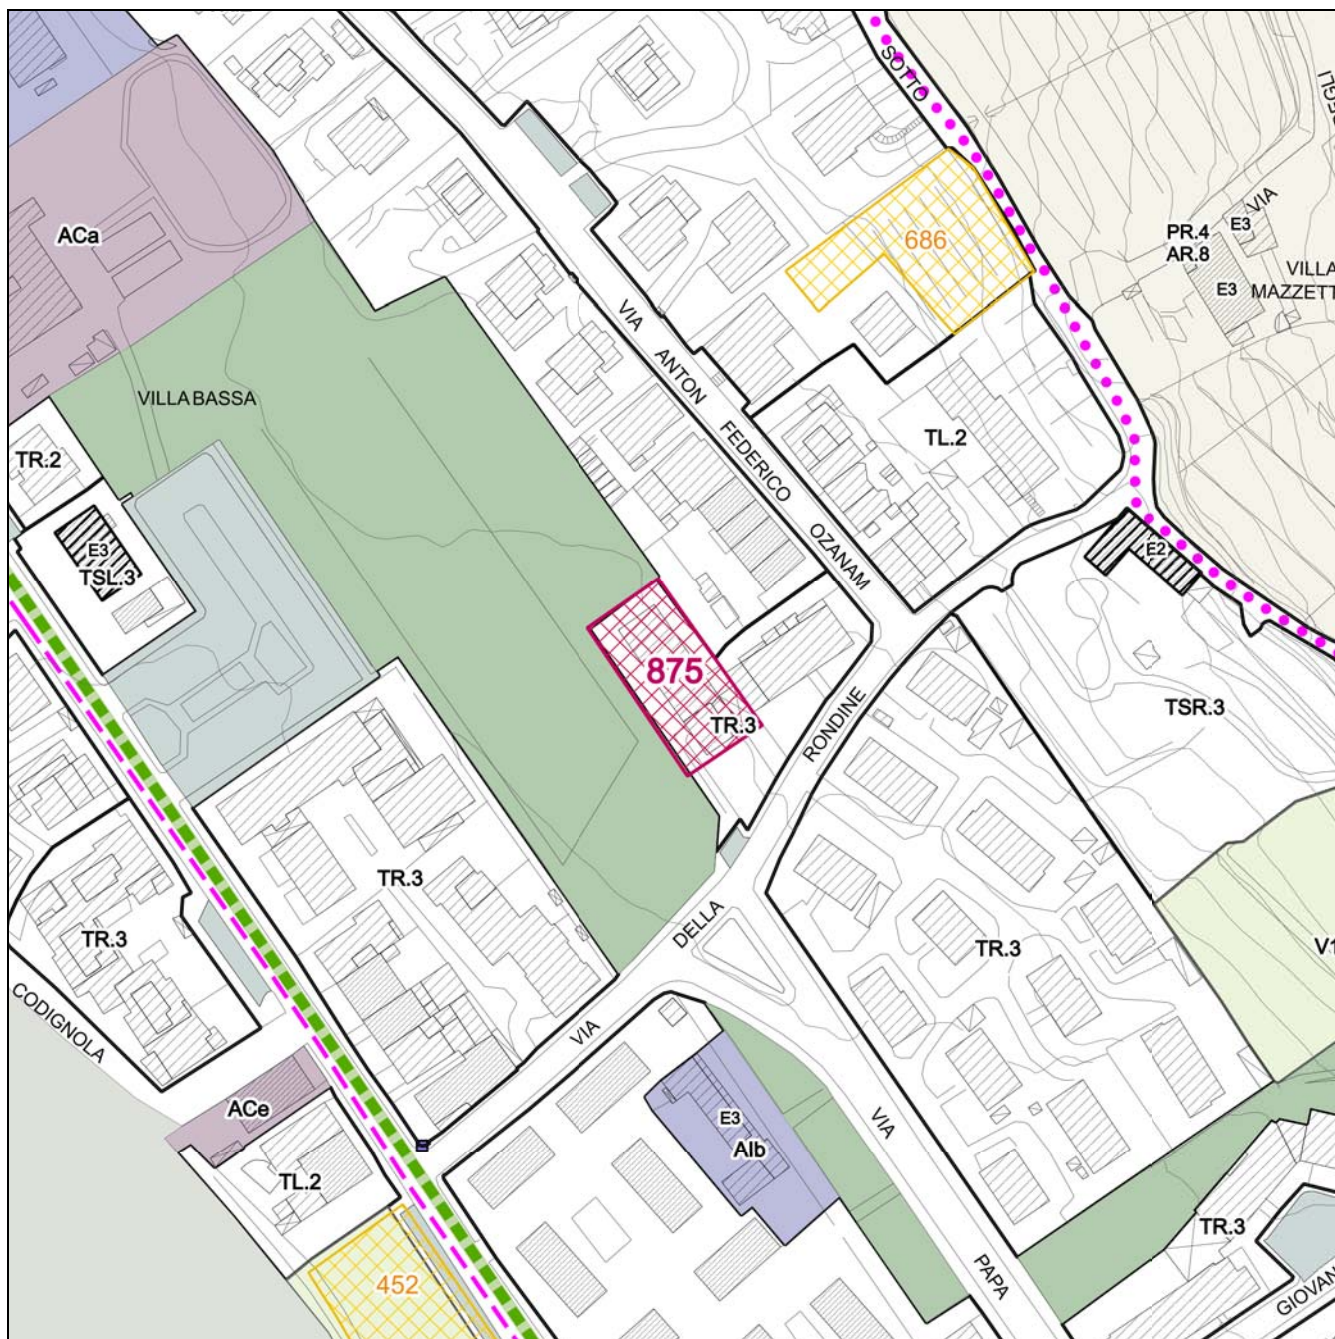 SOTTO
ACa
686
E3
VIA
PR.4
AR.8
E3
VILLA
MAZZETT
VIA
ANTON
FEDERICO
OZANAM
VILLA BASSA
TR.2
TL.2
E3
TSL.3
E2
875
TR.3
RONDINE
TSR.3
TR.3
TR.3
DELLA
TR.3
V1
CODIGNOLA
VIA
ACe
E3
AIb
VIA
TL.2
TR.3
452
PAPA
GIOVAN